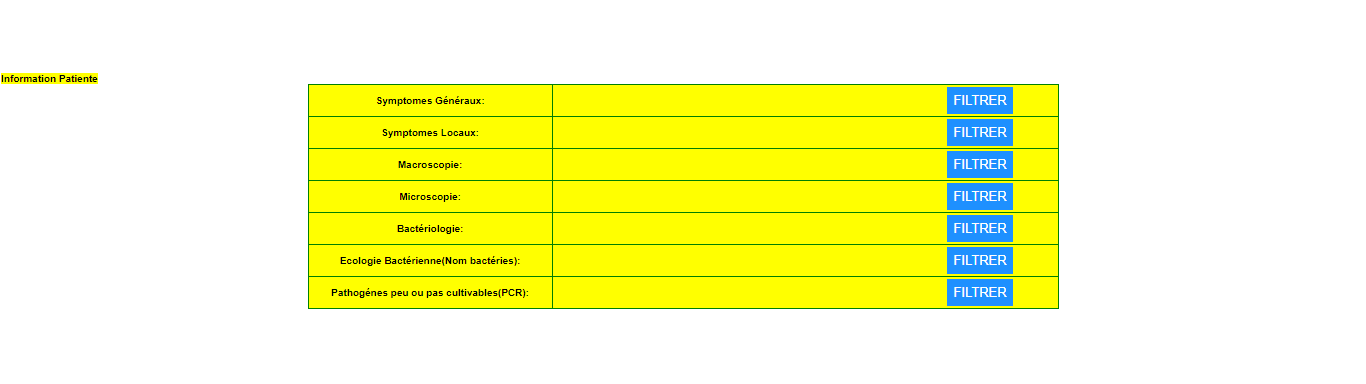 Information Patiente
Symptomes Généraux: FILTRER
Symptomes Locaux: FILTRER
Macroscopie: FILTRER
Microscopie: FILTRER
Bactériologie: FILTRER
Ecologie Bactérienne(Nom bactéries): FILTRER
Pathogénes peu ou pas cultivables(PCR): FILTRER